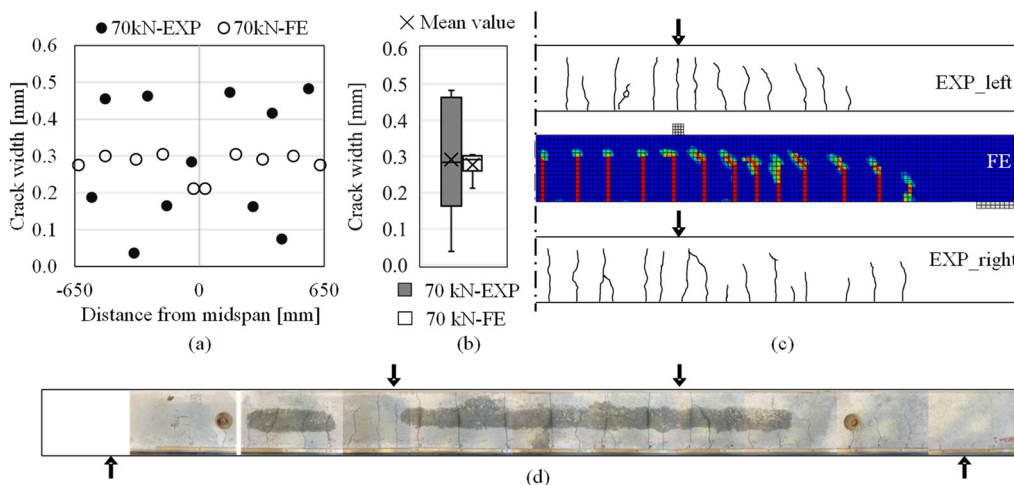 (a) ● 70kN-EXP ○ 70kN-FE
Crack width [mm]
0.6
0.5
0.4
0.3
0.2
0.1
0.0
-650 0 650
Distance from midspan [mm]
(a)
(b) × Mean value
Crack width [mm]
0.6
0.5
0.4
0.3
0.2
0.1
0.0
70 kN-EXP
70 kN-FE
(b)
EXP_left
FE
EXP_right
(c)
(d)